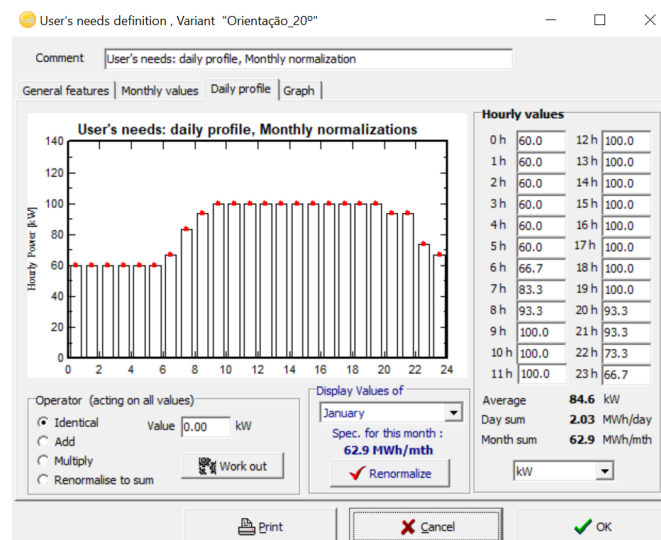 User's needs definition , Variant "Orientação_20º"
Comment User's needs: daily profile, Monthly normalization
General features Monthly values Daily profile Graph
User's needs: daily profile, Monthly normalizations
Hourly Power [kW]
140
120
100
80
60
40
20
0
0 2 4 6 8 10 12 14 16 18 20 22 24
Hourly values
0 h 60.0 12 h 100.0
1 h 60.0 13 h 100.0
2 h 60.0 14 h 100.0
3 h 60.0 15 h 100.0
4 h 60.0 16 h 100.0
5 h 60.0 17 h 100.0
6 h 66.7 18 h 100.0
7 h 83.3 19 h 100.0
8 h 93.3 20 h 93.3
9 h 100.0 21 h 93.3
10 h 100.0 22 h 73.3
11 h 100.0 23 h 66.7
Average 84.6 kW
Day sum 2.03 MWh/day
Month sum 62.9 MWh/mth
kW
Operator (acting on all values)
Identical Value 0.00 kW
Add
Multiply Work out
Renormalise to sum
Display Values of
January
Spec. for this month :
62.9 MWh/mth
Renormalize
Print Cancel OK